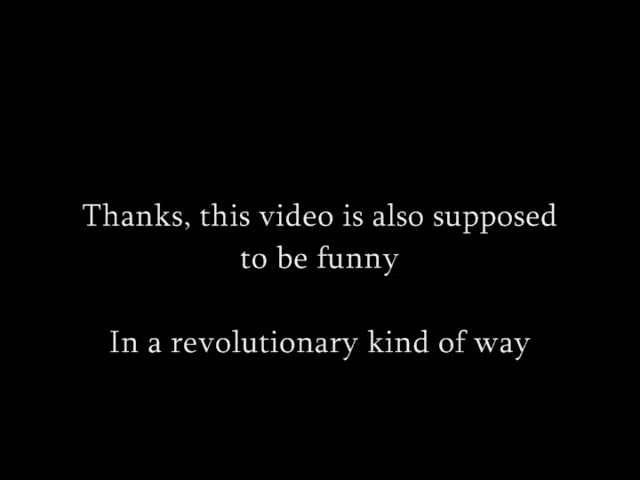 Thanks, this video is also supposed
to be funny
In a revolutionary kind of way